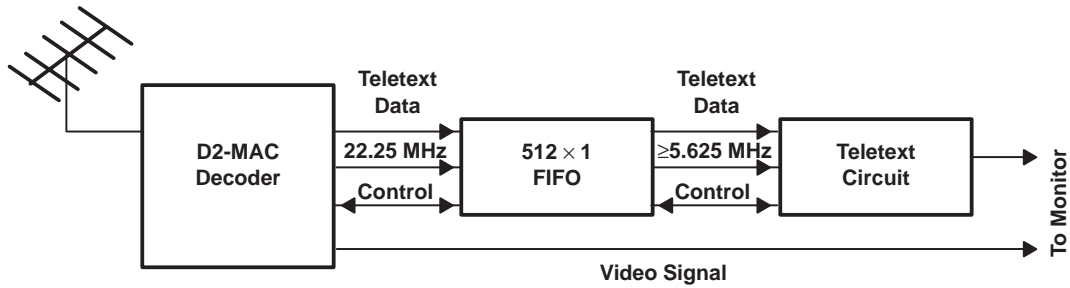 D2-MAC
Decoder
Teletext
Data
22.25 MHz
Control
512 × 1
FIFO
Teletext
Data
≥5.625 MHz
Control
Teletext
Circuit
To Monitor
Video Signal